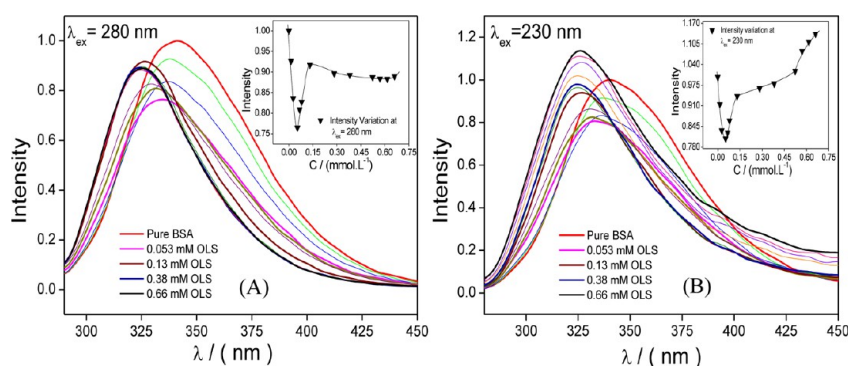 λex = 280 nm
(A)
Intensity
1.0
0.8
0.6
0.4
0.2
0.0
300
325
350
375
400
425
450
λ / ( nm )
Pure BSA
0.053 mM OLS
0.13 mM OLS
0.38 mM OLS
0.66 mM OLS
Intensity
1.00
0.95
0.90
0.85
0.80
0.75
Intensity Variation at
λex= 280 nm
0.00
0.15
0.30
0.45
0.60
0.75
C / (mmol.L-1)
λex=230 nm
(B)
Intensity
1.2
1.0
0.8
0.6
0.4
0.2
0.0
300
325
350
375
400
425
450
λ / ( nm )
Pure BSA
0.053 mM OLS
0.13 mM OLS
0.38 mM OLS
0.66 mM OLS
Intensity
1.170
1.105
1.040
0.975
0.910
0.845
0.780
Intensity variation at
λex= 230 nm
0.00
0.15
0.30
0.45
0.60
0.75
C / (mmol.L-1)